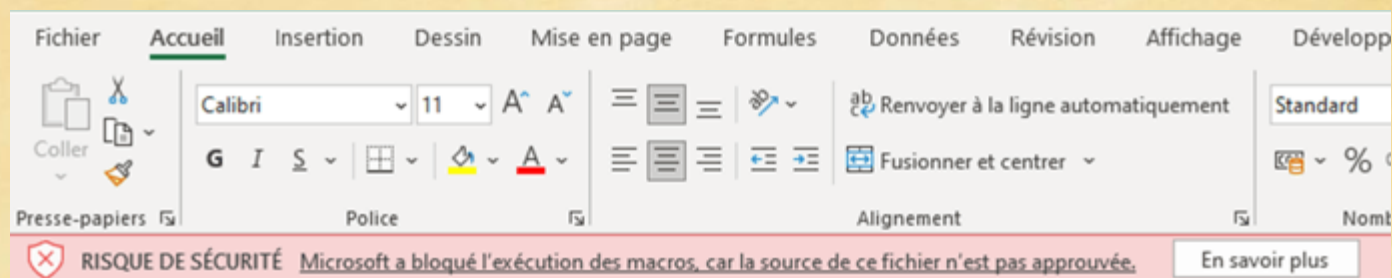 Fichier Accueil Insertion Dessin Mise en page Formules Données Révision Affichage Développ
Calibri 11 A A ab Renvoyer à la ligne automatiquement Standard
Coller G I S A Fusionner et centrer %
Presse-papiers Police Alignement Nomb
RISQUE DE SÉCURITÉ Microsoft a bloqué l'exécution des macros, car la source de ce fichier n'est pas approuvée. En savoir plus